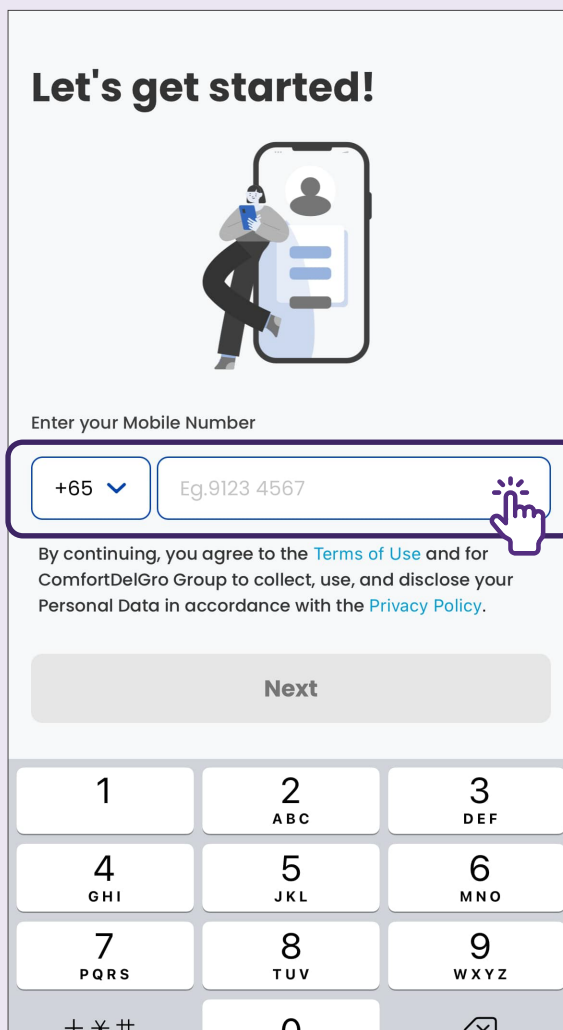 Let's get started!
Enter your Mobile Number
+65
Eg.9123 4567
By continuing, you agree to the Terms of Use and for
ComfortDelGro Group to collect, use, and disclose your
Personal Data in accordance with the Privacy Policy.
Next
1 2 3
ABC DEF
4 5 6
GHI JKL MNO
7 8 9
PQRS TUV WXYZ
+ * # 0